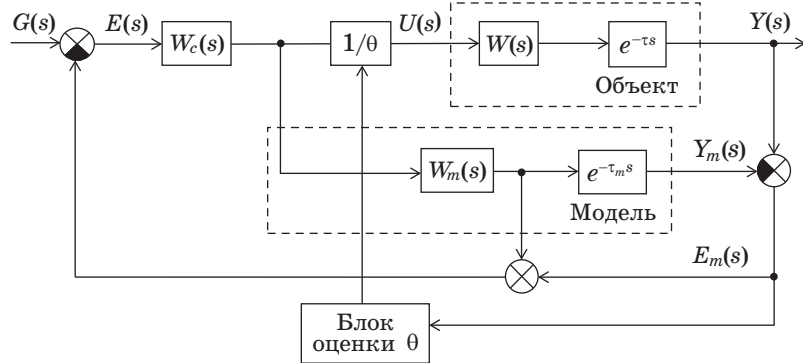 G(s)
E(s)
W_c(s)
1/θ
U(s)
W(s)
e^{-τs}
Y(s)
Объект
W_m(s)
e^{-τ_m s}
Y_m(s)
Модель
E_m(s)
Блок
оценки θ